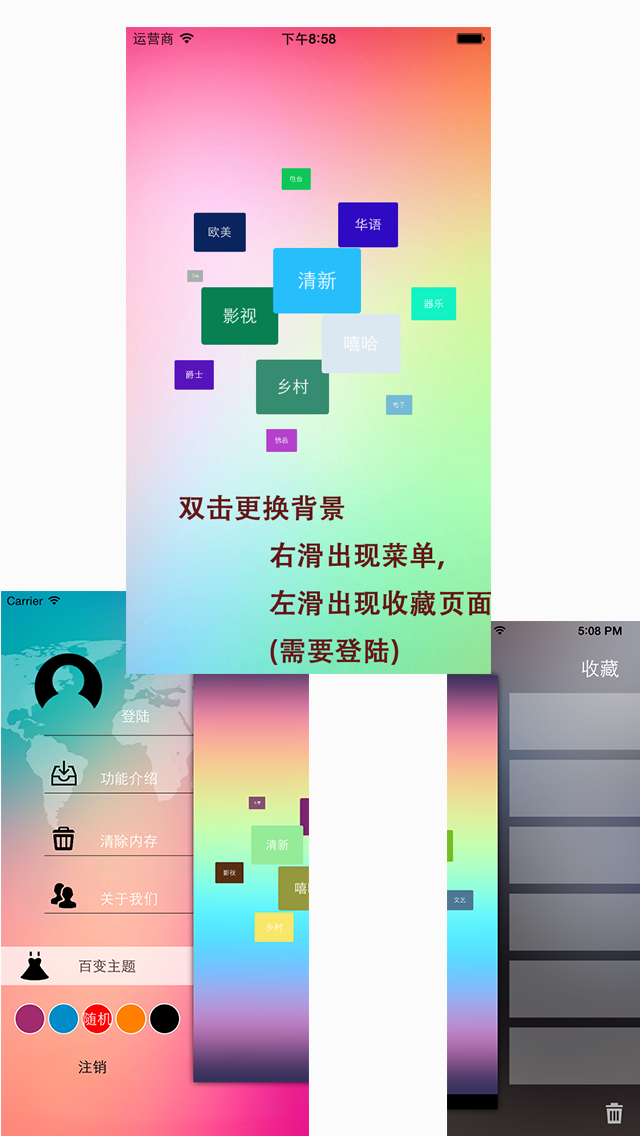 运营商 下午8:58
电台
欧美
华语
清新
影视
器乐
嘻哈
爵士
乡村
电子
佛教
双击更换背景
右滑出现菜单,
左滑出现收藏页面
(需要登陆)
Carrier
登陆
功能介绍
清除内存
关于我们
百变主题
随机
注销
清新
影视
嘻
乡村
文艺
5:08 PM
收藏